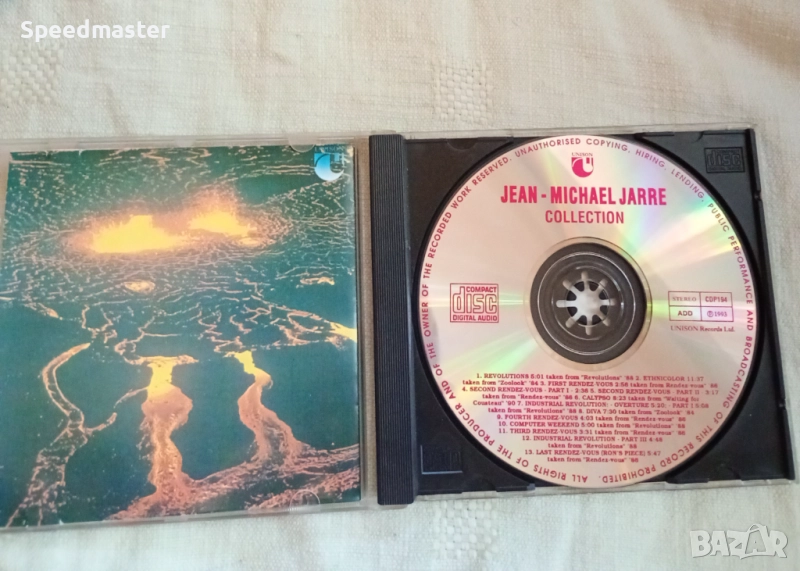 Speedmaster
UNISON
JEAN - MICHAEL JARRE
COLLECTION
COMPACT
disc
DIGITAL AUDIO
STEREO CDP194
ADD ℗1993
UNISON Records Ltd.
1. REVOLUTIONS 5:01 taken from "Revolutions" '88 2. ETHNICOLOR 11:37
taken from "Zoolook" '84 3. FIRST RENDEZ-VOUS 2:58 taken from Rendez-vous" '86
4. SECOND RENDEZ-VOUS - PART I - 2:36 5. SECOND RENDEZ-VOUS - PART II 3:17
taken from "Rendez-vous" '86 6. CALYPSO 8:23 taken from "Waiting for
Cousteau" '90 7. INDUSTRIAL REVOLUTION: - OVERTURE 5:20; - PART I 5:08
taken from "Revolutions" '88 8. DIVA 7:30 taken from "Zoolook" '84
9. FOURTH RENDEZ-VOUS 4:03 taken from "Rendez-vous" '86
10. COMPUTER WEEKEND 5:00 taken from "Revolutions" '88
11. THIRD RENDEZ-VOUS 3:31 taken from "Rendez-vous" '86
12. INDUSTRIAL REVOLUTION - PART III 4:48
taken from "Revolutions" '88
13. LAST RENDEZ-VOUS (RON'S PIECE) 5:47
taken from "Rendez-vous" '86
ALL RIGHTS OF THE PRODUCER AND OF THE OWNER OF THE RECORDED WORK RESERVED. UNAUTHORISED COPYING, HIRING, LENDING, PUBLIC PERFORMANCE AND BROADCASTING OF THIS RECORD PROHIBITED.
BAZAR